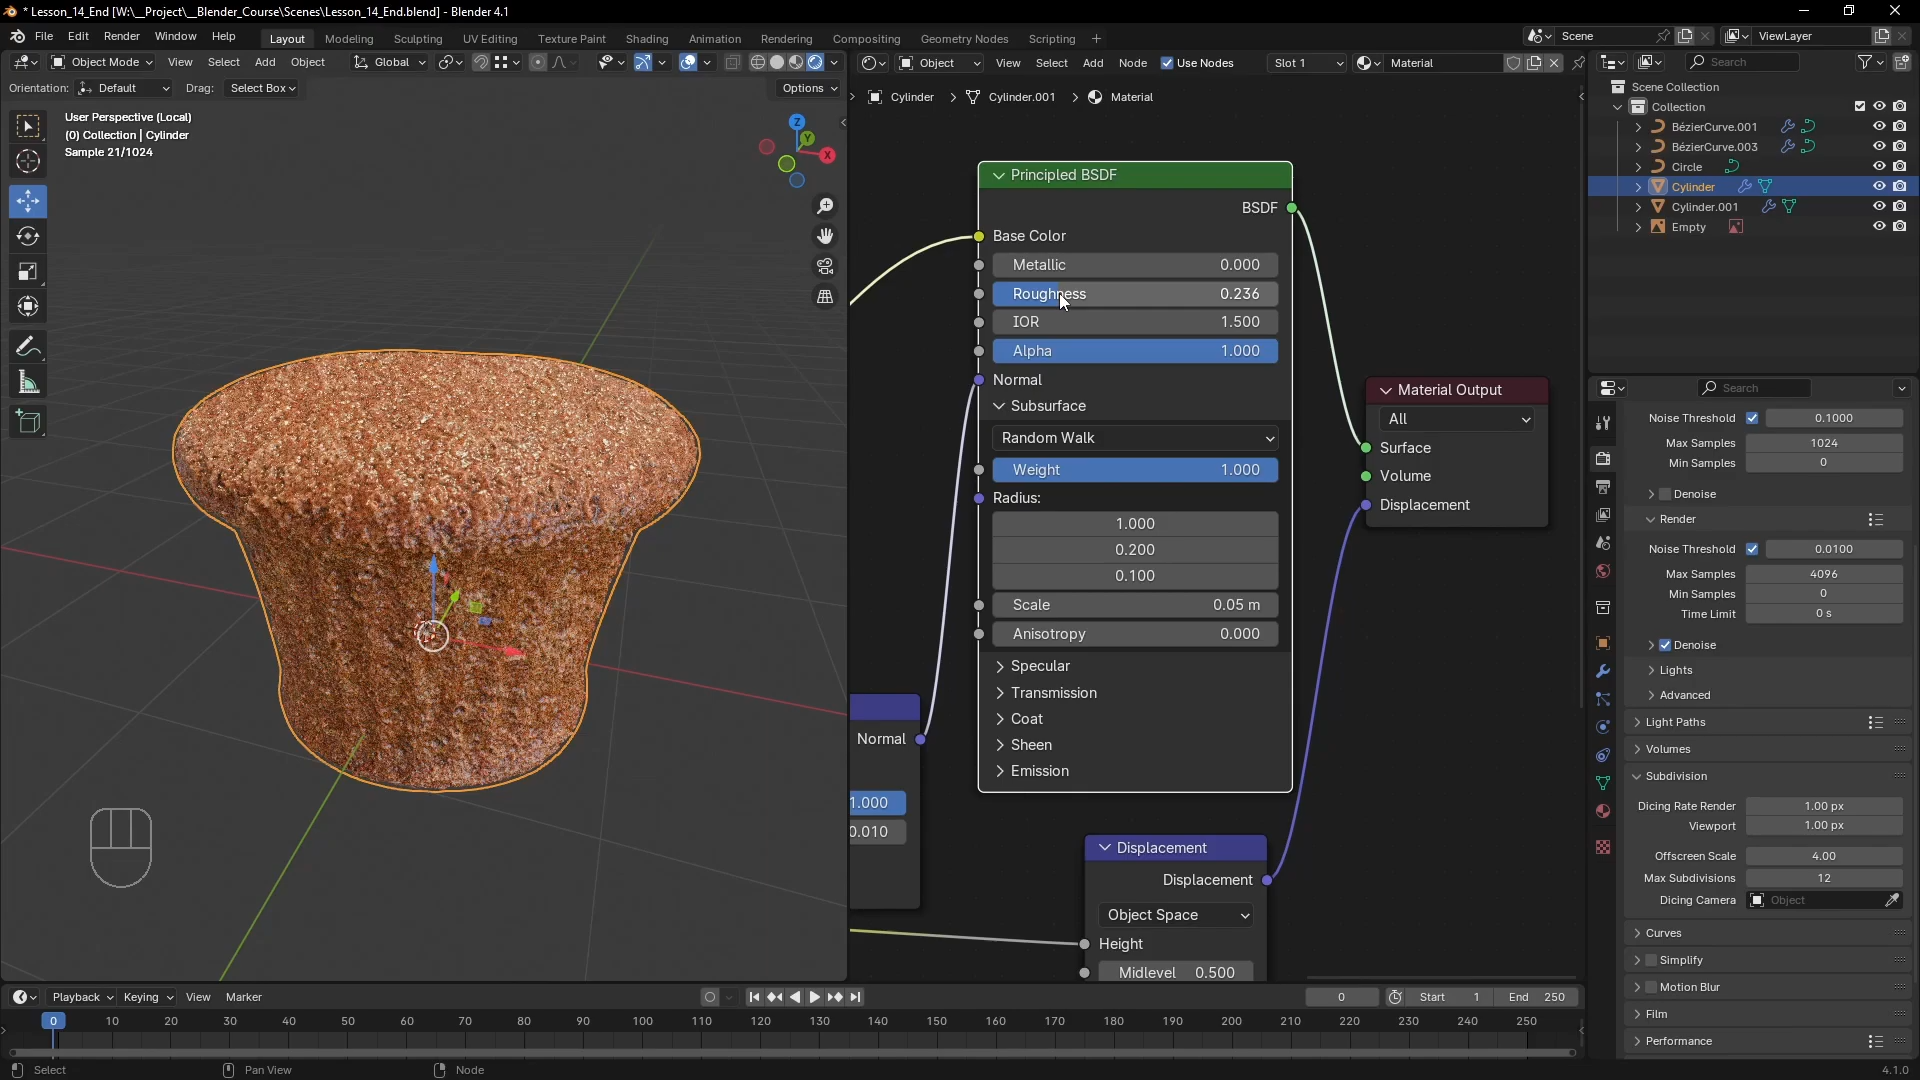 * Lesson_14_End [W:\__Project\__Blender_Course\Scenes\Lesson_14_End.blend] - Blender 4.1
File Edit Render Window Help Layout Modeling Sculpting UV Editing Texture Paint Shading Animation Rendering Compositing Geometry Nodes Scripting + Scene ViewLayer
Object Mode View Select Add Object Global Object View Select Add Node Use Nodes Slot 1 Material Search
Orientation: Default Drag: Select Box Options
Cylinder Cylinder.001 Material
User Perspective (Local)
(0) Collection | Cylinder
Sample 21/1024
Z
Y
X
Principled BSDF
BSDF
Base Color
Metallic 0.000
Roughness 0.236
IOR 1.500
Alpha 1.000
Normal
Subsurface
Random Walk
Weight 1.000
Radius:
1.000
0.200
0.100
Scale 0.05 m
Anisotropy 0.000
Specular
Transmission
Coat
Sheen
Emission
Normal
1.000
0.010
Material Output
All
Surface
Volume
Displacement
Displacement
Displacement
Object Space
Height
Midlevel 0.500
Scene Collection
Collection
BézierCurve.001
BézierCurve.003
Circle
Cylinder
Cylinder.001
Empty
Search
Noise Threshold 0.1000
Max Samples 1024
Min Samples 0
Denoise
Render
Noise Threshold 0.0100
Max Samples 4096
Min Samples 0
Time Limit 0 s
Denoise
Lights
Advanced
Light Paths
Volumes
Subdivision
Dicing Rate Render 1.00 px
Viewport 1.00 px
Offscreen Scale 4.00
Max Subdivisions 12
Dicing Camera Object
Curves
Simplify
Motion Blur
Film
Performance
Playback Keying View Marker 0 Start 1 End 250
0 10 20 30 40 50 60 70 80 90 100 110 120 130 140 150 160 170 180 190 200 210 220 230 240 250
Select Pan View Node 4.1.0